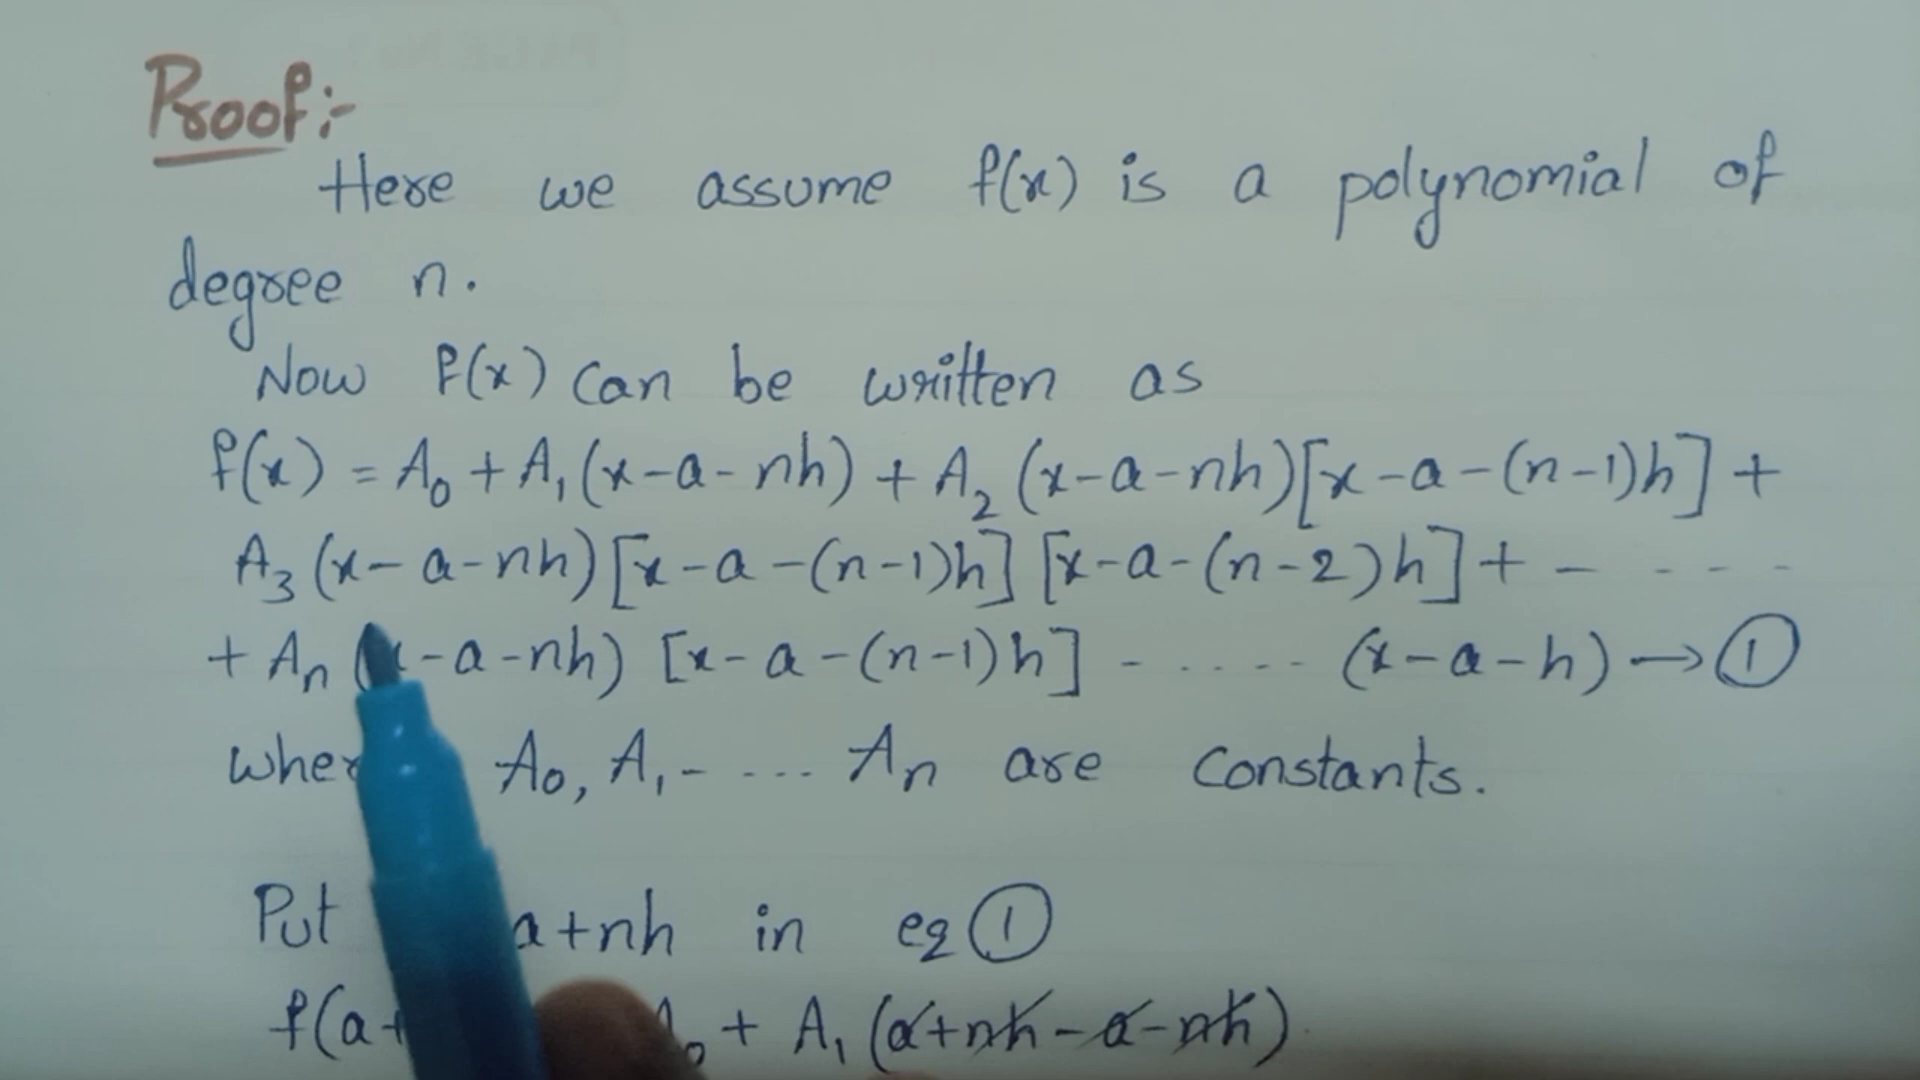 Proof:-
Here we assume f(x) is a polynomial of
degree n.
Now f(x) can be written as
f(x) = A₀ + A₁(x-a-nh) + A₂(x-a-nh)[x-a-(n-1)h] +
A₃(x-a-nh)[x-a-(n-1)h][x-a-(n-2)h] + - - - -
+ Aₙ(x-a-nh) [x-a-(n-1)h] - ..... (x-a-h) → ①
A₀, A₁, - ... Aₙ are constants.
Put a+nh in eq ①
f(a+ ₀ + A₁(a+nh-a-nh)